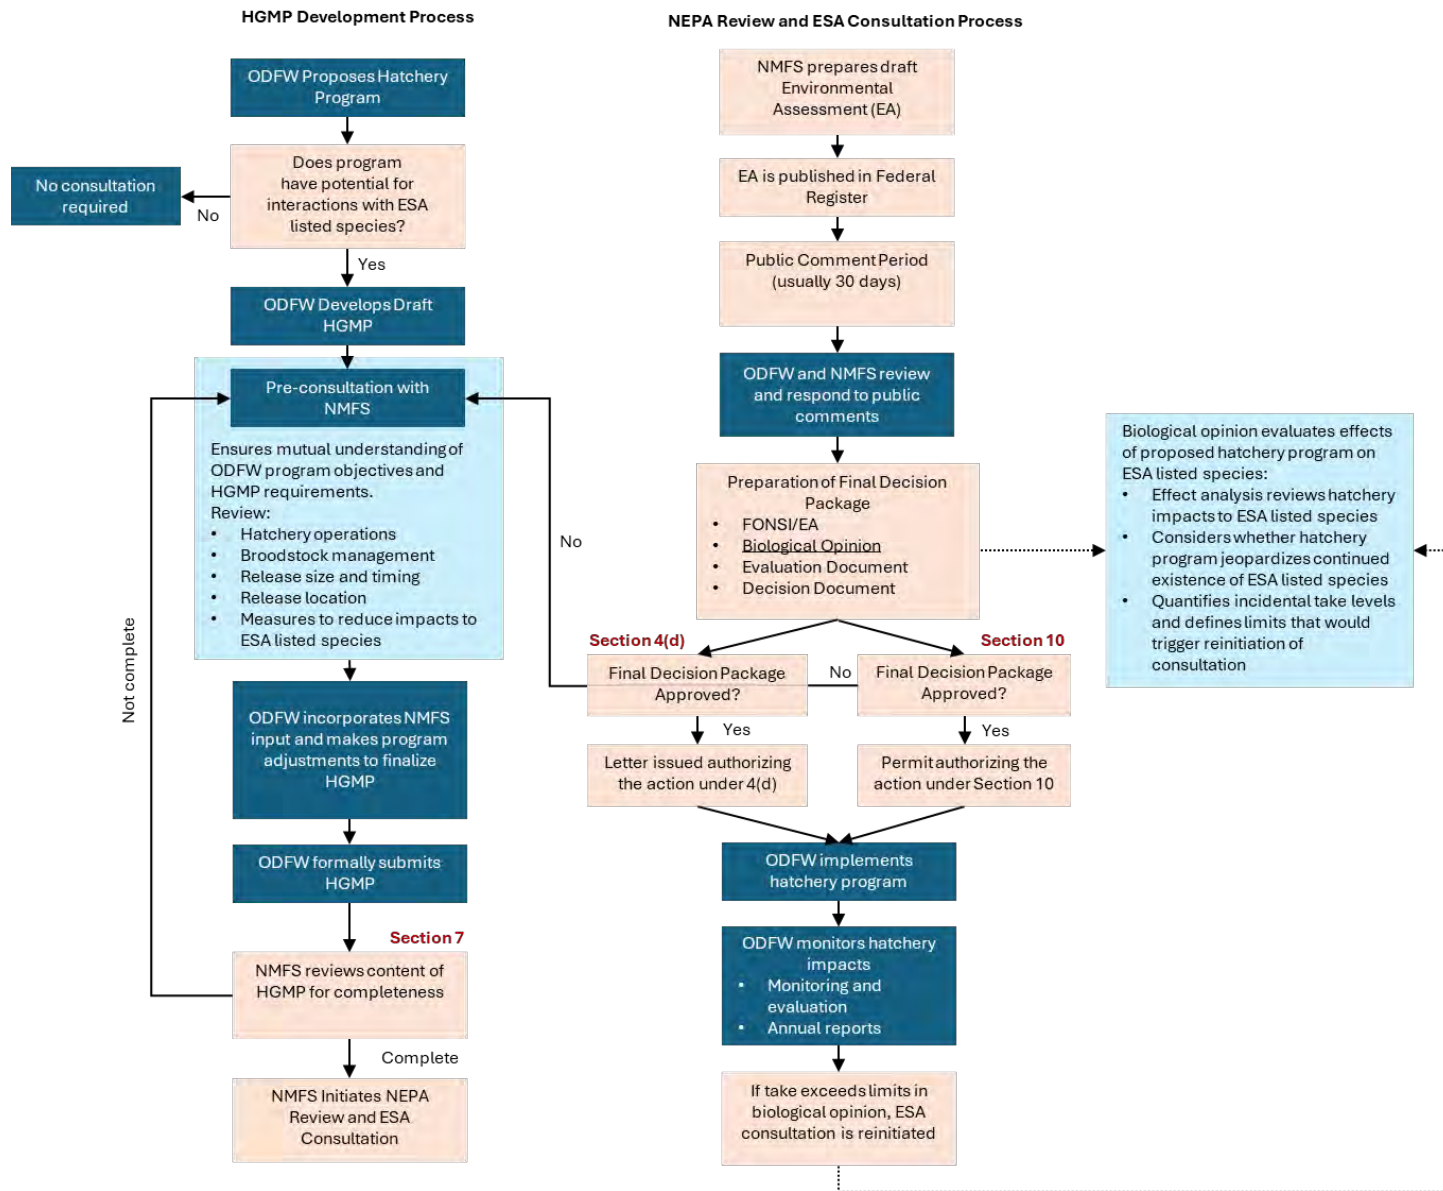 HGMP Development Process
ODFW Proposes Hatchery
Program
Does program
have potential for
interactions with ESA
listed species?
No
No consultation
required
Yes
ODFW Develops Draft
HGMP
Pre-consultation with
NMFS
Ensures mutual understanding of
ODFW program objectives and
HGMP requirements.
Review:
• Hatchery operations
• Broodstock management
• Release size and timing
• Release location
• Measures to reduce impacts to
ESA listed species
Not complete
ODFW incorporates NMFS
input and makes program
adjustments to finalize
HGMP
ODFW formally submits
HGMP
Section 7
NMFS reviews content of
HGMP for completeness
Complete
NMFS Initiates NEPA
Review and ESA
Consultation
NEPA Review and ESA Consultation Process
NMFS prepares draft
Environmental
Assessment (EA)
EA is published in Federal
Register
Public Comment Period
(usually 30 days)
ODFW and NMFS review
and respond to public
comments
Preparation of Final Decision
Package
• FONSI/EA
• Biological Opinion
• Evaluation Document
• Decision Document
Biological opinion evaluates effects
of proposed hatchery program on
ESA listed species:
• Effect analysis reviews hatchery
impacts to ESA listed species
• Considers whether hatchery
program jeopardizes continued
existence of ESA listed species
• Quantifies incidental take levels
and defines limits that would
trigger reinitiation of
consultation
No
Section 4(d)
Final Decision Package
Approved?
No
Section 10
Final Decision Package
Approved?
Yes
Letter issued authorizing
the action under 4(d)
Yes
Permit authorizing the
action under Section 10
ODFW implements
hatchery program
ODFW monitors hatchery
impacts
• Monitoring and
evaluation
• Annual reports
If take exceeds limits in
biological opinion, ESA
consultation is reinitiated